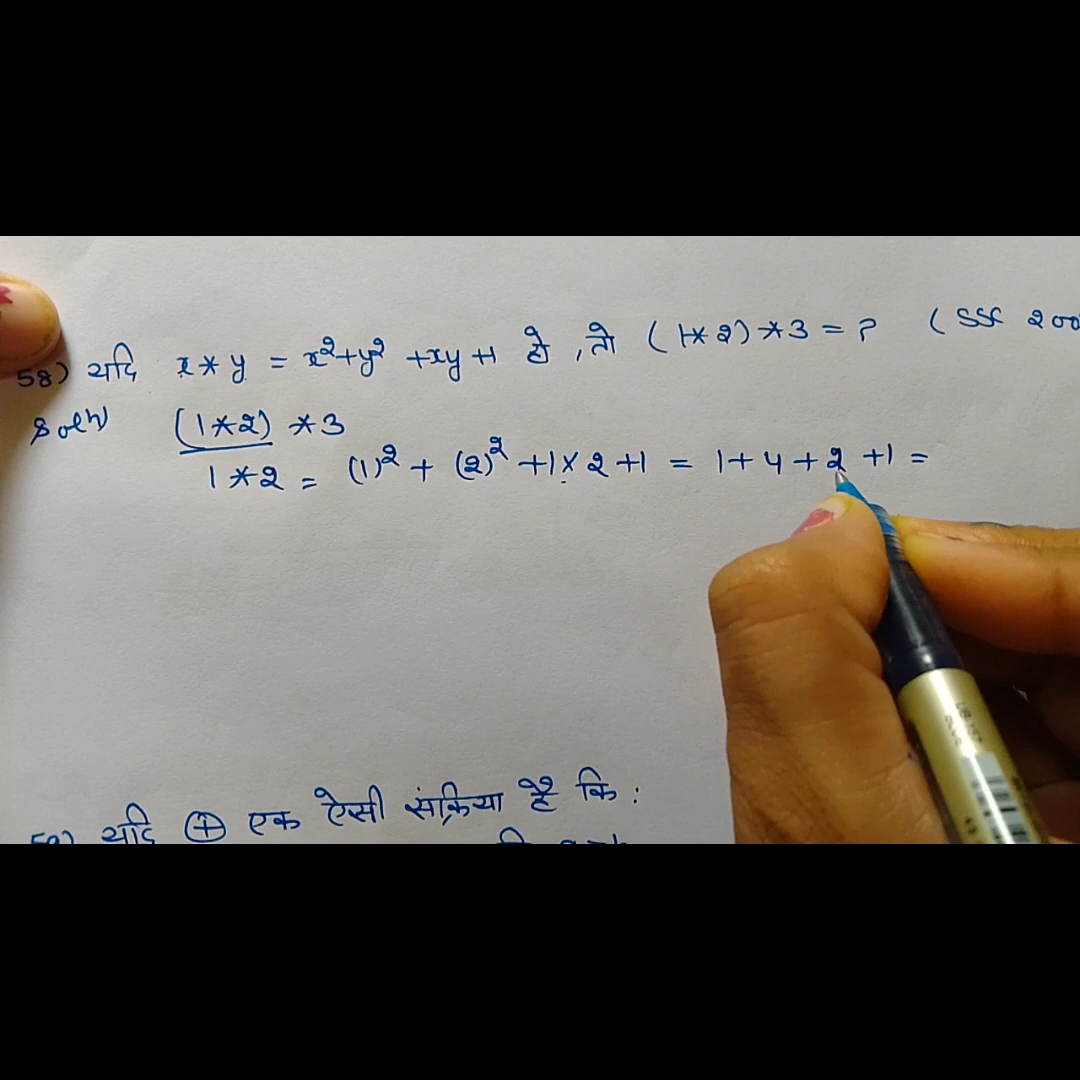 58) यदि x * y = x²+y² +xy+1 हो, तो (1*2)*3 = ? (SSC 200
Solⁿ (1*2) *3
1*2 = (1)² + (2)² +1×2+1 = 1+4+2+1 =
59) यदि ⊕ एक ऐसी संक्रिया है कि :